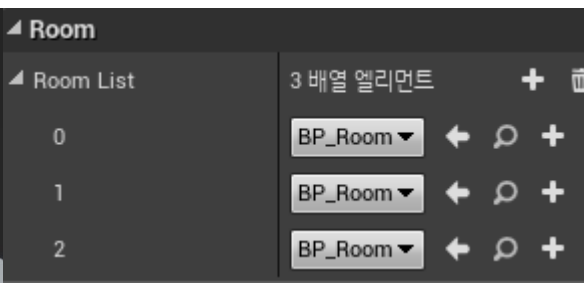 Room
Room List 3 배열 엘리먼트
0 BP_Room
1 BP_Room
2 BP_Room